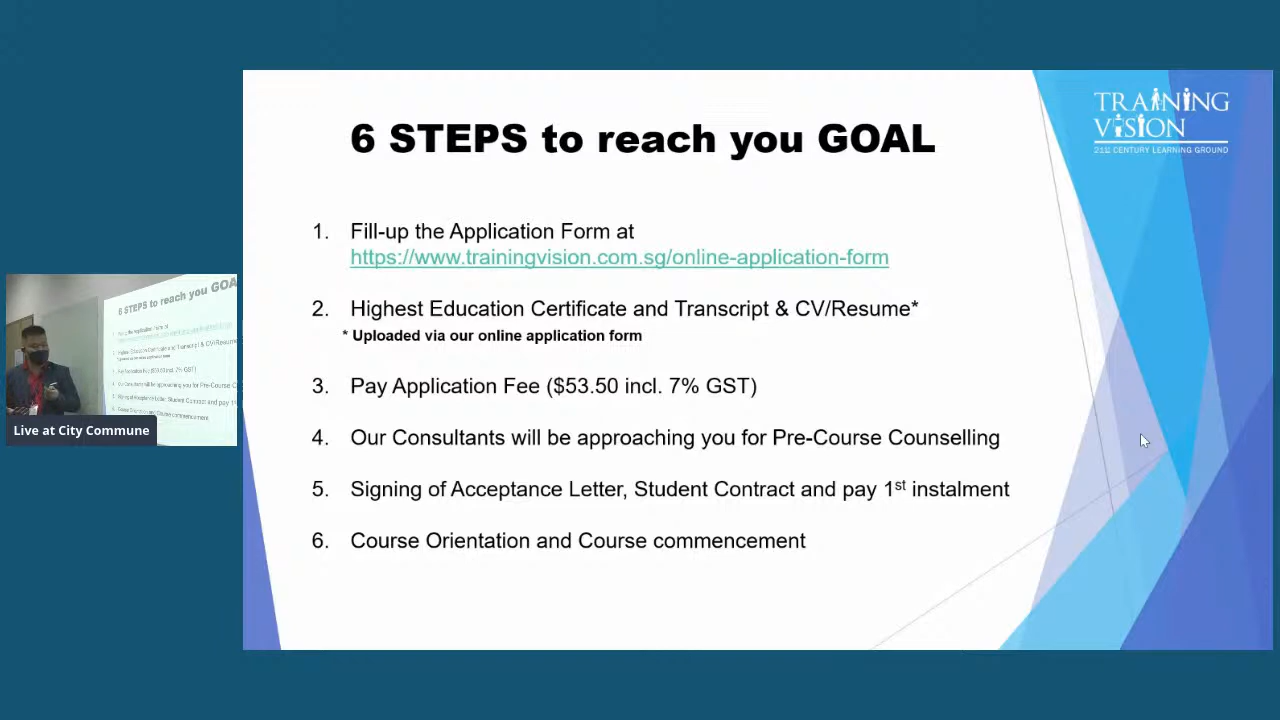 6 STEPS to reach you GOAL
TRAINING
VISION
21st CENTURY LEARNING GROUND
1. Fill-up the Application Form at
https://www.trainingvision.com.sg/online-application-form
2. Highest Education Certificate and Transcript & CV/Resume*
* Uploaded via our online application form
3. Pay Application Fee ($53.50 incl. 7% GST)
4. Our Consultants will be approaching you for Pre-Course Counselling
5. Signing of Acceptance Letter, Student Contract and pay 1st instalment
6. Course Orientation and Course commencement
6 STEPS to reach you GOAL
Live at City Commune